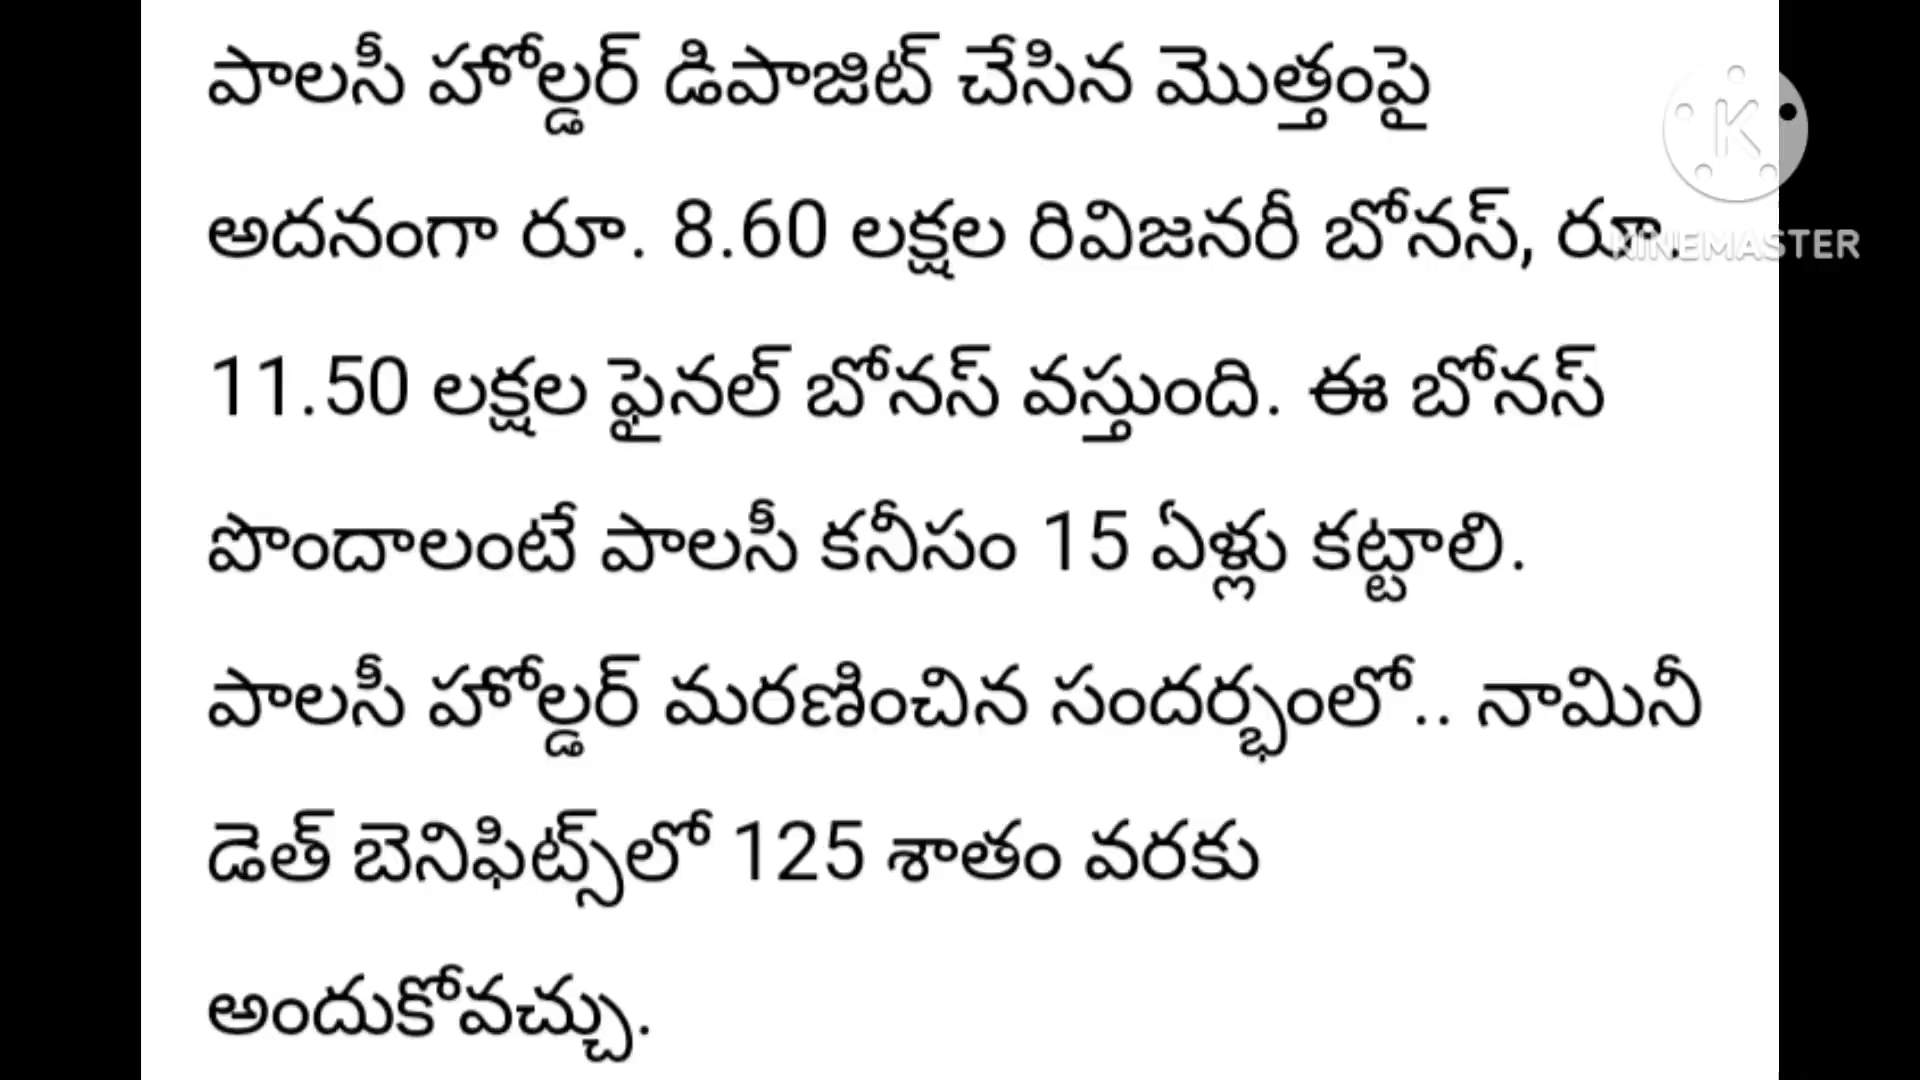 పాలసీ హోల్డర్ డిపాజిట్ చేసిన మొత్తంపై
అదనంగా రూ. 8.60 లక్షల రివిజనరీ బోనస్, రూ.
11.50 లక్షల ఫైనల్ బోనస్ వస్తుంది. ఈ బోనస్
పొందాలంటే పాలసీ కనీసం 15 ఏళ్లు కట్టాలి.
పాలసీ హోల్డర్ మరణించిన సందర్భంలో.. నామినీ
డెత్ బెనిఫిట్స్‌లో 125 శాతం వరకు
అందుకోవచ్చు.
K
KINEMASTER